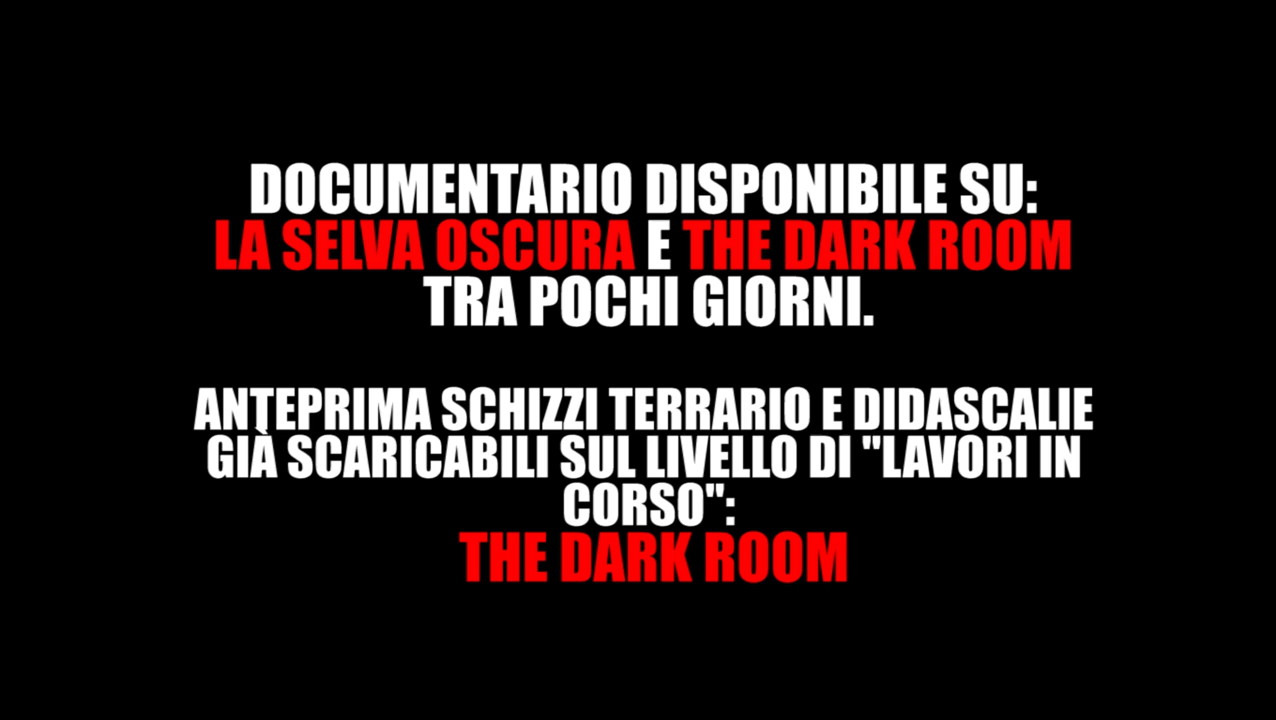 DOCUMENTARIO DISPONIBILE SU:
LA SELVA OSCURA E THE DARK ROOM
TRA POCHI GIORNI.
ANTEPRIMA SCHIZZI TERRARIO E DIDASCALIE
GIÀ SCARICABILI SUL LIVELLO DI "LAVORI IN
CORSO":
THE DARK ROOM